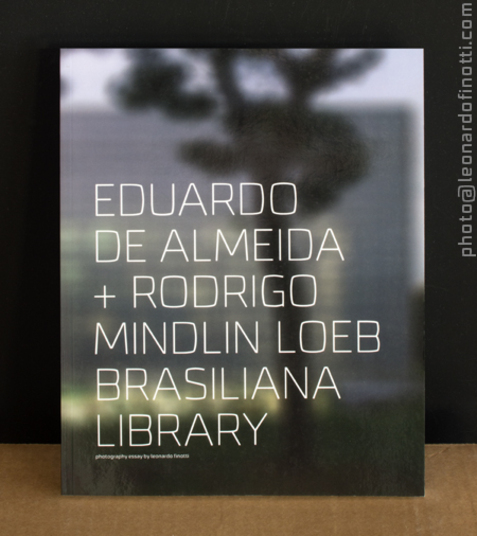 EDUARDO
DE ALMEIDA
+ RODRIGO
MINDLIN LOEB
BRASILIANA
LIBRARY
photography essay by leonardo finotti
photo@leonardofinotti.com